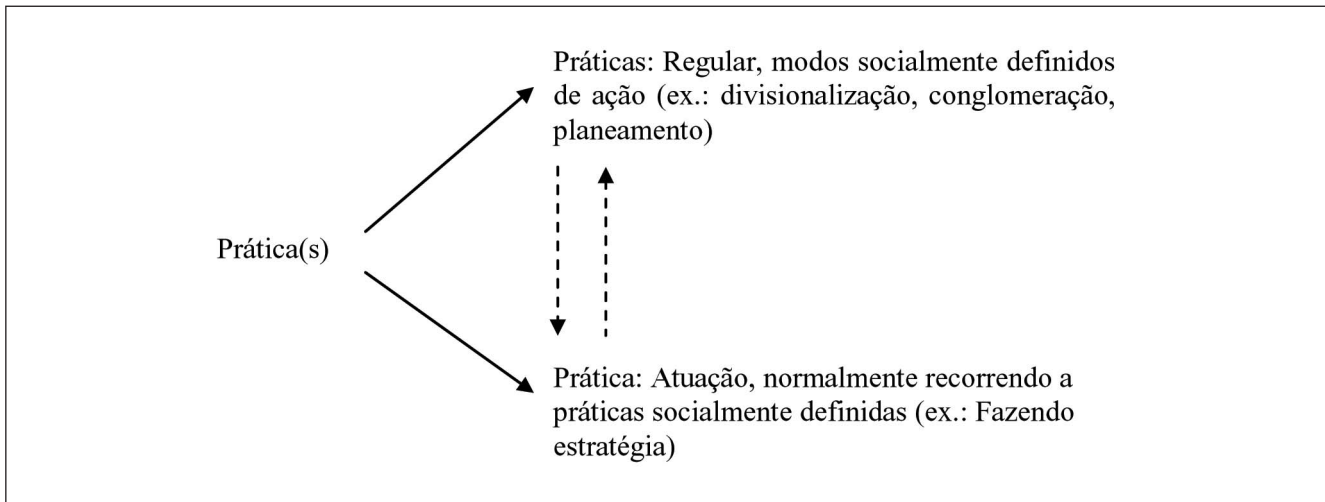 Práticas: Regular, modos socialmente definidos
de ação (ex.: divisionalização, conglomeração,
planeamento)
Prática(s)
Prática: Atuação, normalmente recorrendo a
práticas socialmente definidas (ex.: Fazendo
estratégia)